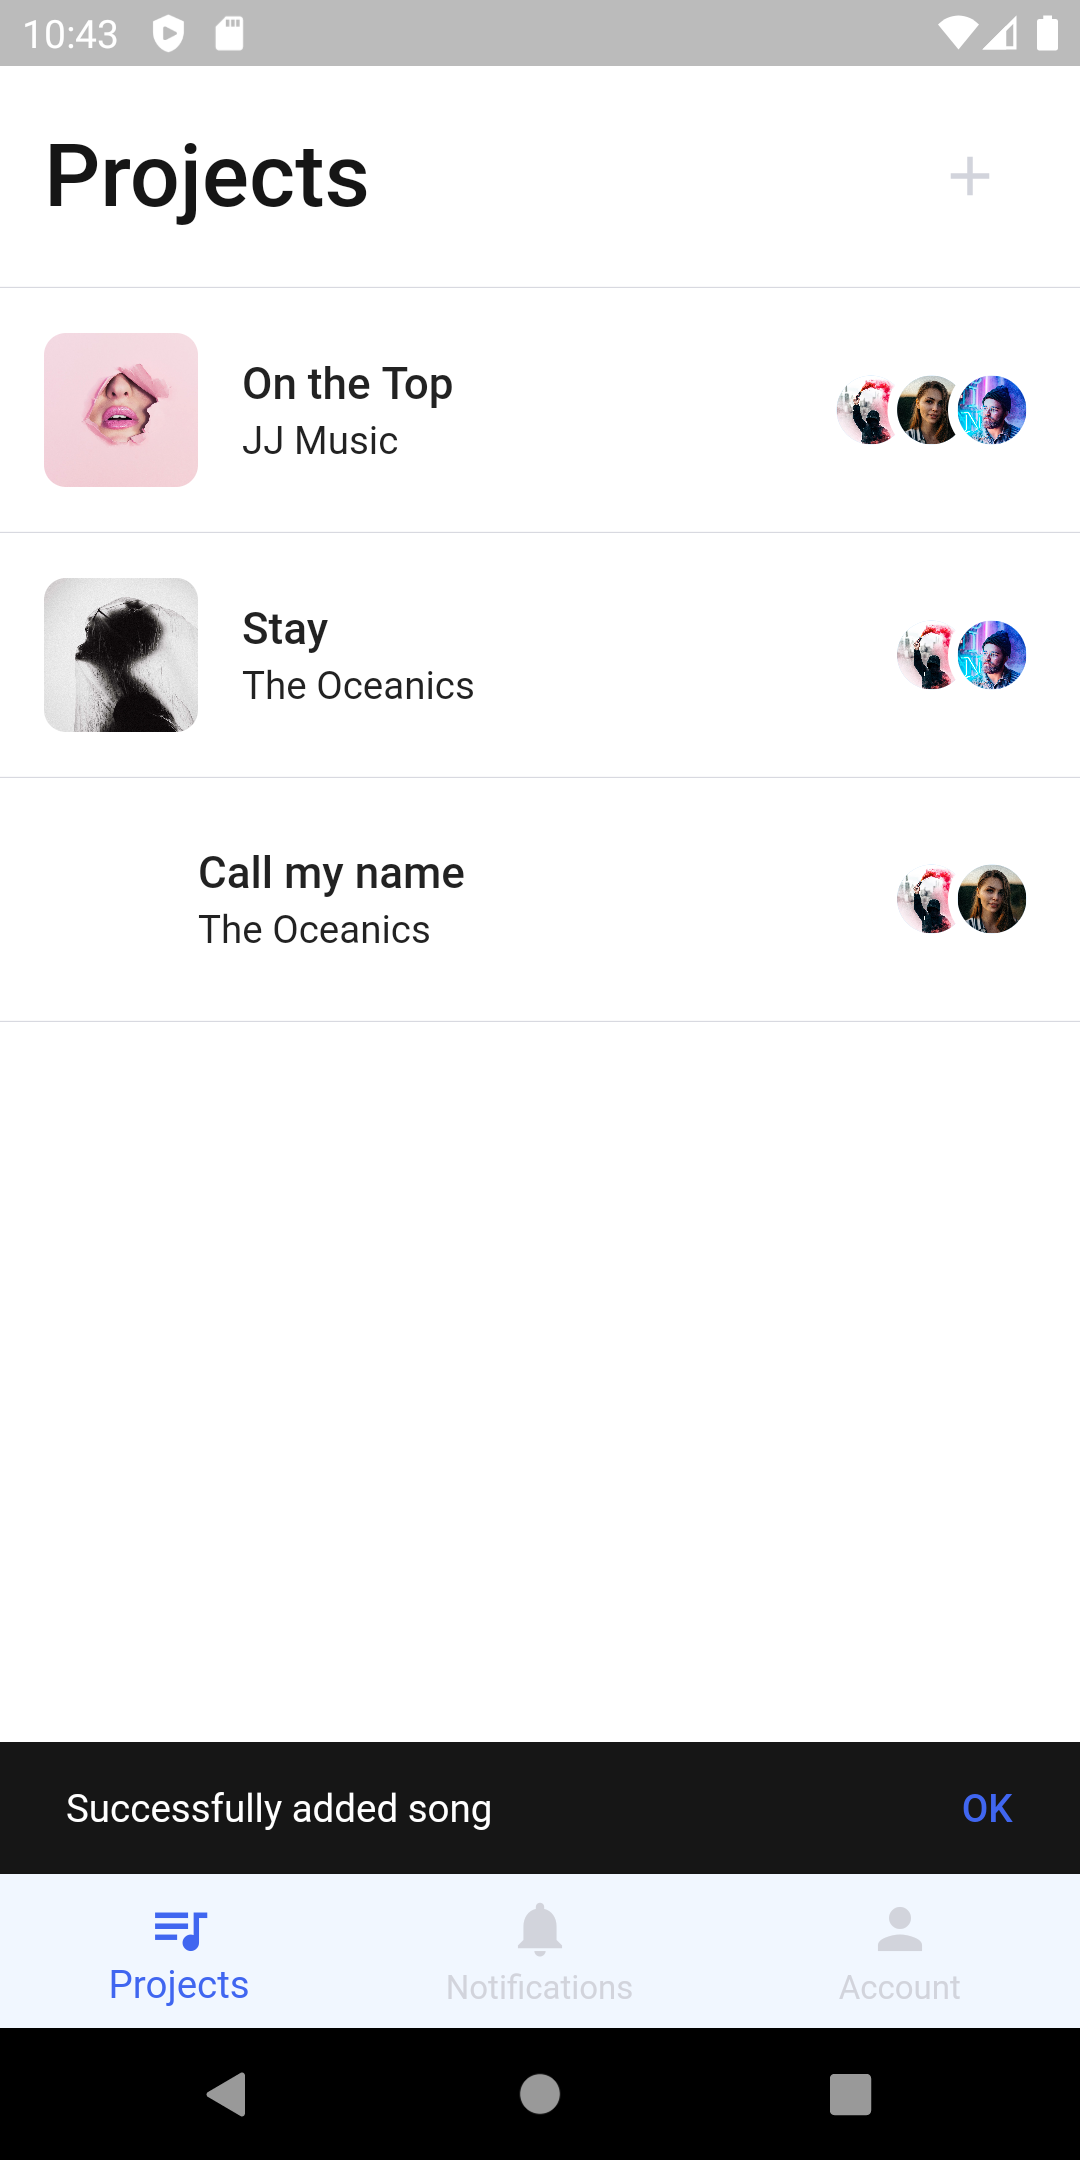 10:43
Projects
On the Top
JJ Music
Stay
The Oceanics
Call my name
The Oceanics
Successfully added song
OK
Projects
Notifications
Account